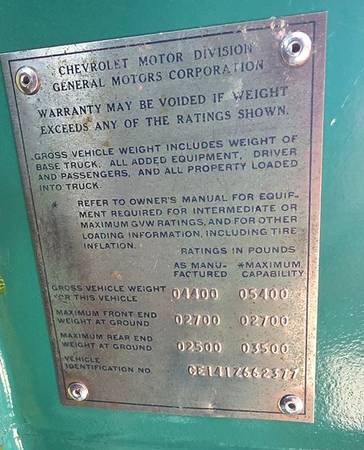 CHEVROLET MOTOR DIVISION
GENERAL MOTORS CORPORATION
WARRANTY MAY BE VOIDED IF WEIGHT
EXCEEDS ANY OF THE RATINGS SHOWN.
GROSS VEHICLE WEIGHT INCLUDES WEIGHT OF
BASE TRUCK, ALL ADDED EQUIPMENT, DRIVER
AND PASSENGERS, AND ALL PROPERTY LOADED
INTO TRUCK.
REFER TO OWNER'S MANUAL FOR EQUIP-
MENT REQUIRED FOR INTERMEDIATE OR
MAXIMUM GVW RATINGS, AND FOR OTHER
LOADING INFORMATION, INCLUDING TIRE
INFLATION.
RATINGS IN POUNDS
AS MANU- *MAXIMUM
FACTURED CAPABILITY
GROSS VEHICLE WEIGHT
FOR THIS VEHICLE 04400 05400
MAXIMUM FRONT END
WEIGHT AT GROUND 02700 02700
MAXIMUM REAR END
WEIGHT AT GROUND 02500 03500
VEHICLE
IDENTIFICATION NO. CE141Z662377